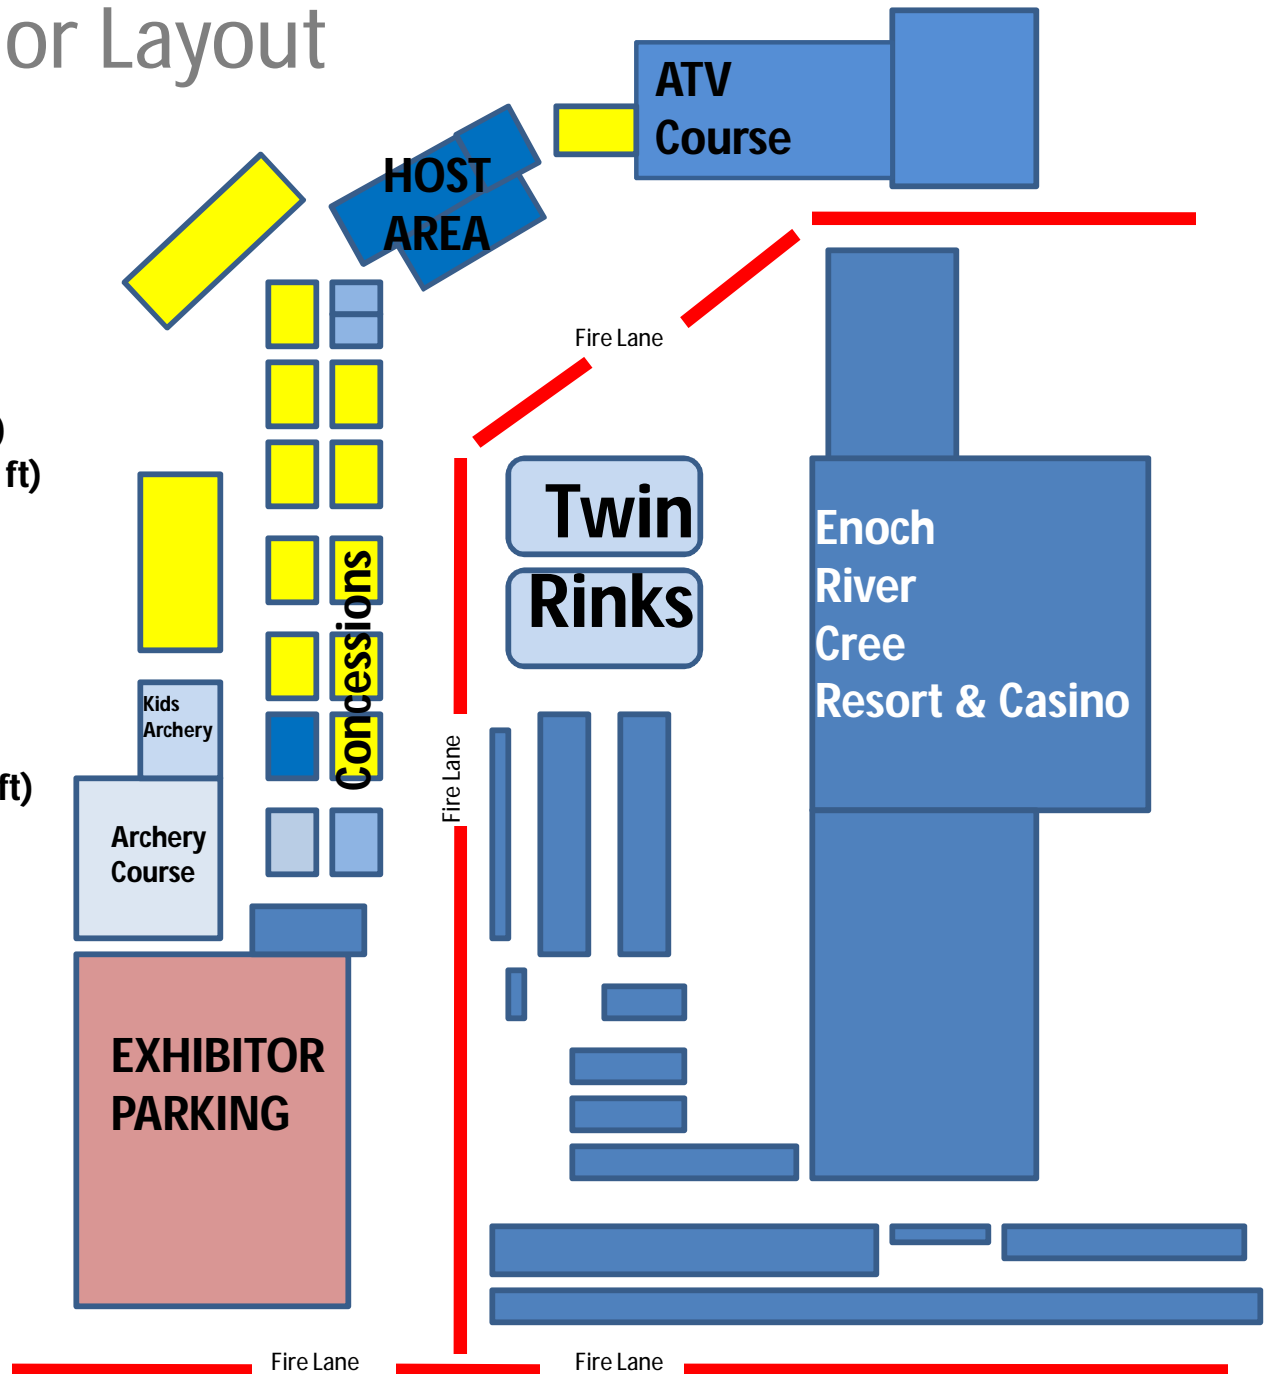 or Layout
ATV
Course
HOST
AREA
Fire Lane
)
ft)
Twin
Rinks
Enoch
River
Cree
Resort & Casino
Concessions
Kids
Archery
Fire Lane
ft)
Archery
Course
EXHIBITOR
PARKING
Fire Lane
Fire Lane